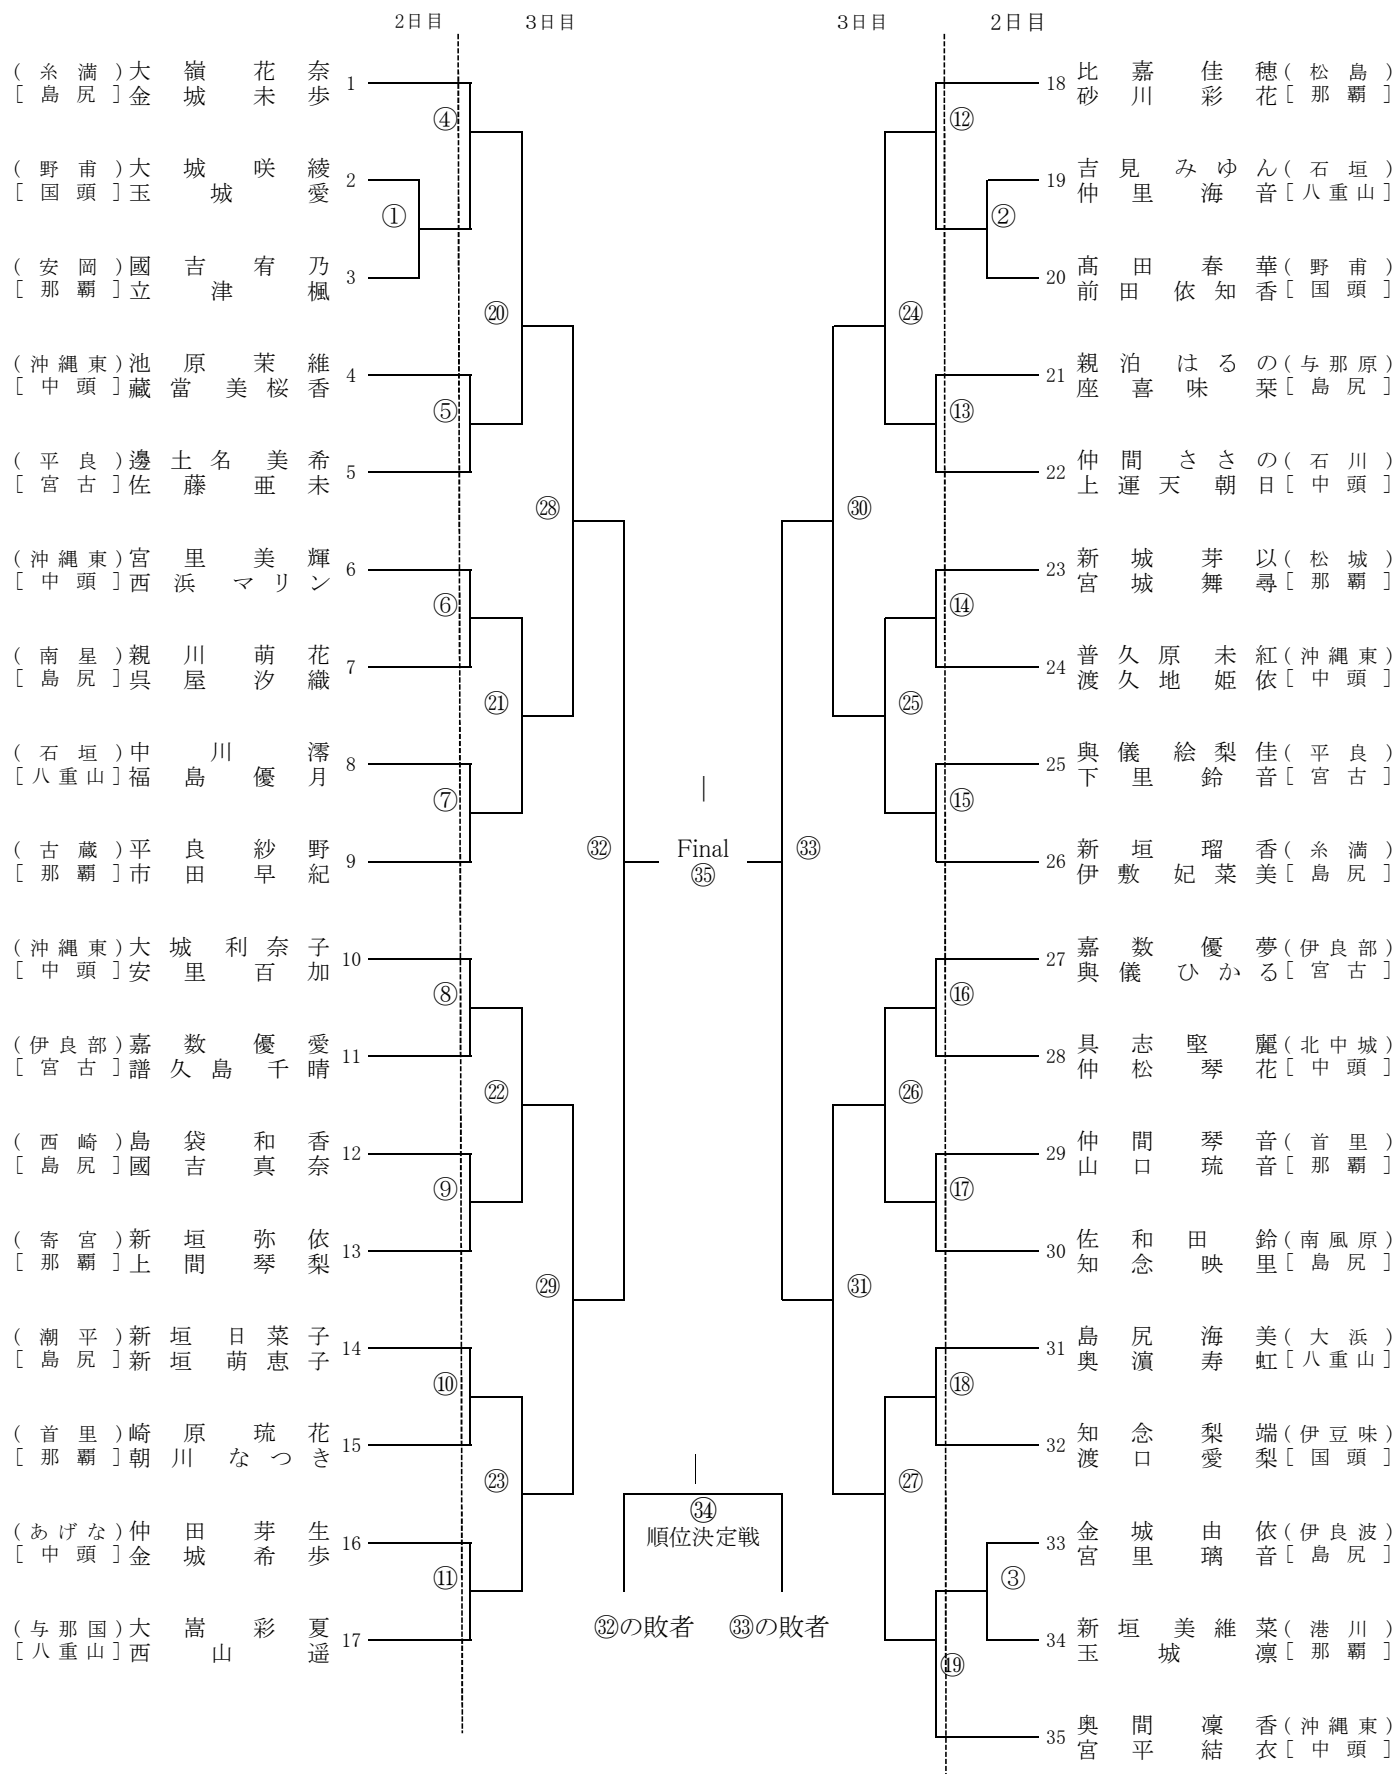 2日目 3日目 3日目 2日目
(糸満) 大嶺花奈 1
[島尻] 金城未歩
④
(野甫) 大城咲綾 2
[国頭] 玉城愛
①
(安岡) 國吉宥乃 3
[那覇] 立津楓
⑳
(沖縄東) 池原茉維 4
[中頭] 藏當美桜香
⑤
(平良) 邊土名美希 5
[宮古] 佐藤亜未
㉘
(沖縄東) 宮里美輝 6
[中頭] 西浜マリン
⑥
(南星) 親川萌花 7
[島尻] 呉屋汐織
㉑
(石垣) 中川澪 8
[八重山] 福島優月
⑦
(古蔵) 平良紗野 9
[那覇] 市田早紀
㉜
(沖縄東) 大城利奈子 10
[中頭] 安里百加
⑧
(伊良部) 嘉数優愛 11
[宮古] 譜久島千晴
㉒
(西崎) 島袋和香 12
[島尻] 國吉真奈
⑨
(寄宮) 新垣弥依 13
[那覇] 上間琴梨
㉙
(潮平) 新垣日菜子 14
[島尻] 新垣萌恵子
⑩
(首里) 崎原琉花 15
[那覇] 朝川なつき
㉓
(あげな) 仲田芽生 16
[中頭] 金城希歩
⑪
(与那国) 大嵩彩夏 17
[八重山] 西山遥
Final
㉟
㉞
順位決定戦
㉜の敗者 ㉝の敗者
18 比嘉佳穂 (松島)
砂川彩花 [那覇]
⑫
19 吉見みゆん (石垣)
仲里海音 [八重山]
②
20 髙田春華 (野甫)
前田依知香 [国頭]
㉔
21 親泊はるの (与那原)
座喜味栞 [島尻]
⑬
22 仲間ささの (石川)
上運天朝日 [中頭]
㉚
23 新城芽以 (松城)
宮城舞尋 [那覇]
⑭
24 普久原未紅 (沖縄東)
渡久地姫依 [中頭]
㉕
25 與儀絵梨佳 (平良)
下里鈴音 [宮古]
⑮
26 新垣瑠香 (糸満)
伊敷妃菜美 [島尻]
㉝
27 嘉数優夢 (伊良部)
與儀ひかる [宮古]
⑯
28 具志堅麗 (北中城)
仲松琴花 [中頭]
㉖
29 仲間琴音 (首里)
山口琉音 [那覇]
⑰
30 佐和田鈴 (南風原)
知念映里 [島尻]
㉛
31 島尻海美 (大浜)
奥濵寿虹 [八重山]
⑱
32 知念梨端 (伊豆味)
渡口愛梨 [国頭]
㉗
33 金城由依 (伊良波)
宮里璃音 [島尻]
③
34 新垣美維菜 (港川)
玉城凛 [那覇]
⑲
35 奥間凜香 (沖縄東)
宮平結衣 [中頭]